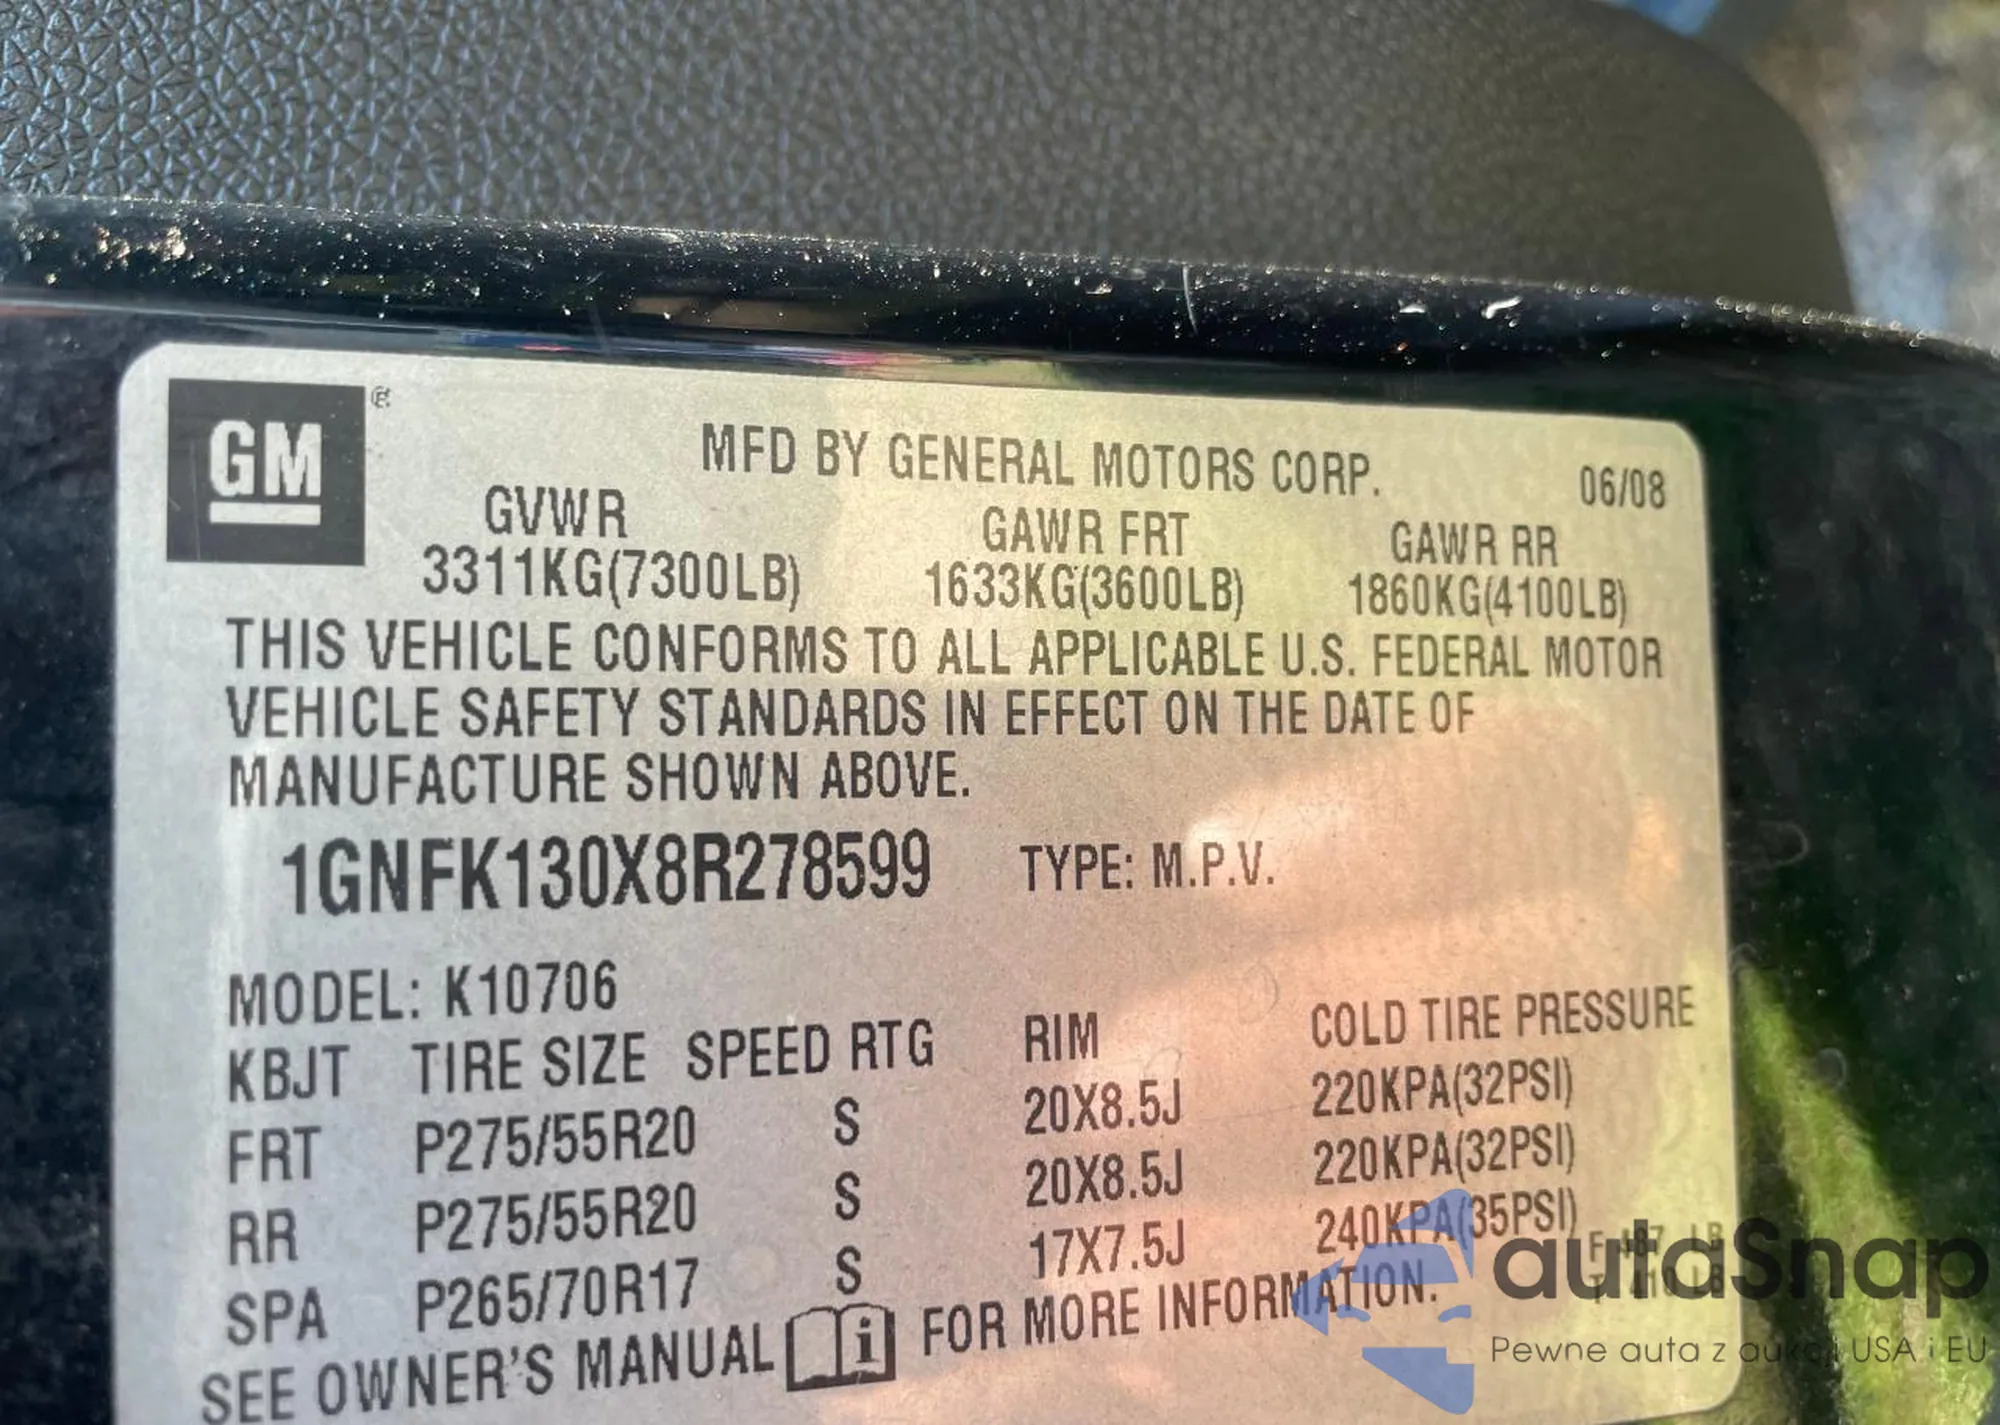 GM ®
MFD BY GENERAL MOTORS CORP. 06/08
GVWR GAWR FRT GAWR RR
3311KG(7300LB) 1633KG(3600LB) 1860KG(4100LB)
THIS VEHICLE CONFORMS TO ALL APPLICABLE U.S. FEDERAL MOTOR
VEHICLE SAFETY STANDARDS IN EFFECT ON THE DATE OF
MANUFACTURE SHOWN ABOVE.
1GNFK130X8R278599 TYPE: M.P.V.
MODEL: K10706
KBJT TIRE SIZE SPEED RTG RIM COLD TIRE PRESSURE
FRT P275/55R20 S 20X8.5J 220KPA(32PSI)
RR P275/55R20 S 20X8.5J 220KPA(32PSI)
SPA P265/70R17 S 17X7.5J 240KPA(35PSI)
SEE OWNER'S MANUAL i FOR MORE INFORMATION.
autaSnap
Pewne auta z aukcji USA i EU